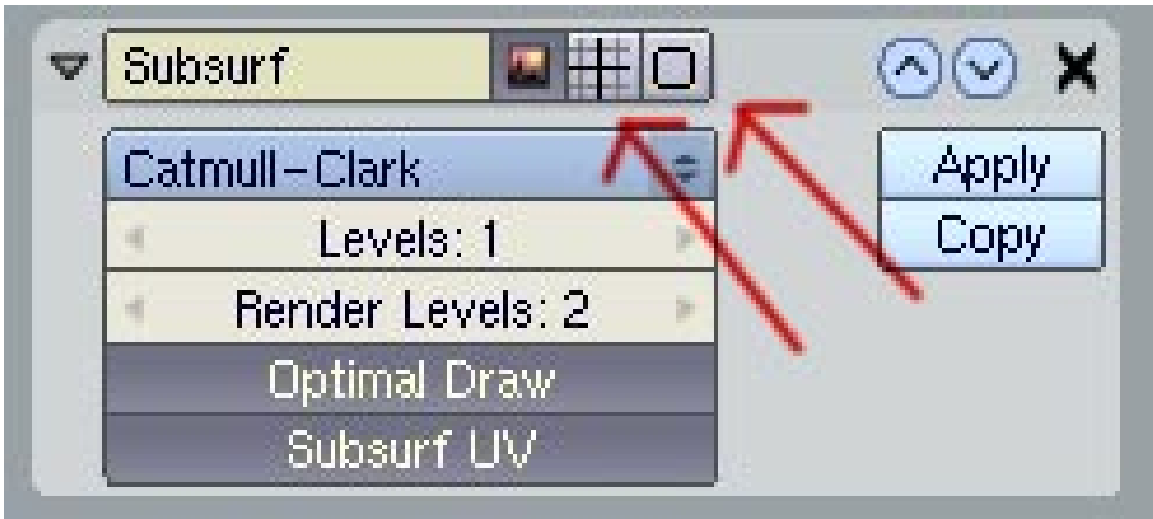 Subsurf
Catmull-Clark
Apply
Levels: 1
Copy
Render Levels: 2
Optimal Draw
Subsurf UV